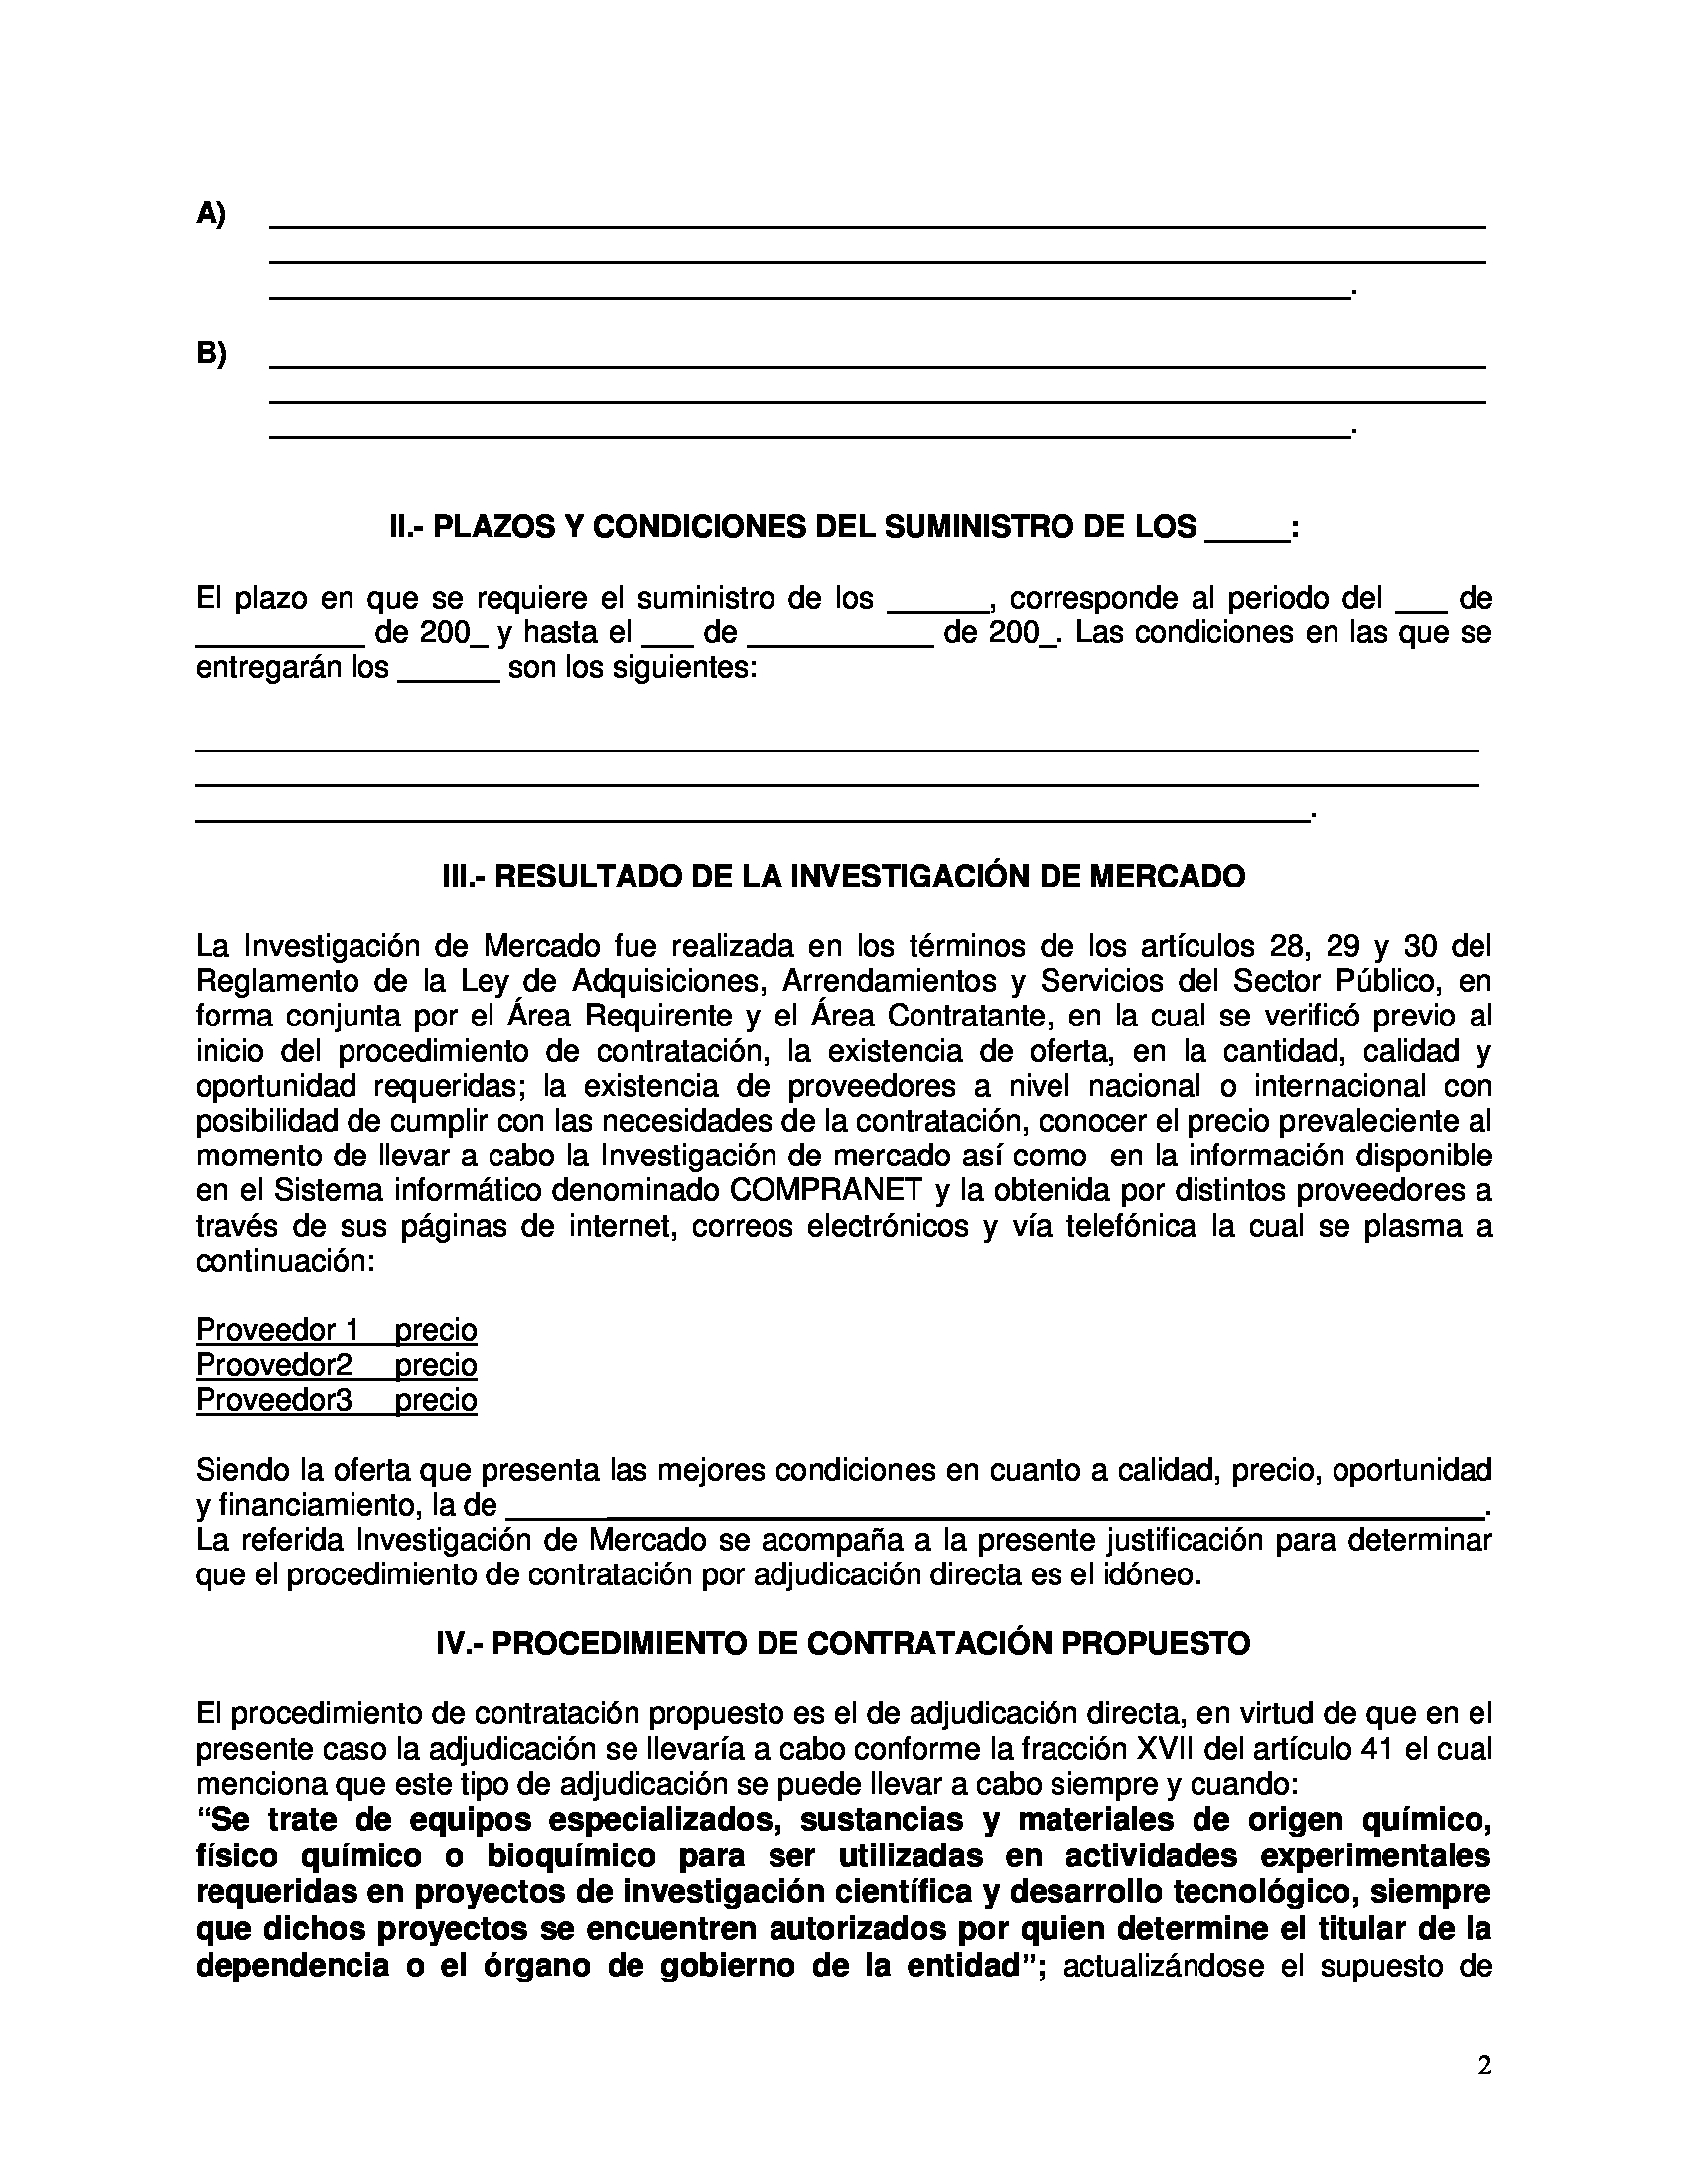 A) ______________________________________________________________________
______________________________________________________________________
______________________________________________________________.
B) ______________________________________________________________________
______________________________________________________________________
______________________________________________________________.
II.- PLAZOS Y CONDICIONES DEL SUMINISTRO DE LOS _____:
El plazo en que se requiere el suministro de los ______, corresponde al periodo del ___ de
__________ de 200_ y hasta el ___ de ___________ de 200_. Las condiciones en las que se
entregarán los ______ son los siguientes:
___________________________________________________________________________
___________________________________________________________________________
_________________________________________________________________.
III.- RESULTADO DE LA INVESTIGACIÓN DE MERCADO
La Investigación de Mercado fue realizada en los términos de los artículos 28, 29 y 30 del
Reglamento de la Ley de Adquisiciones, Arrendamientos y Servicios del Sector Público, en
forma conjunta por el Área Requirente y el Área Contratante, en la cual se verificó previo al
inicio del procedimiento de contratación, la existencia de oferta, en la cantidad, calidad y
oportunidad requeridas; la existencia de proveedores a nivel nacional o internacional con
posibilidad de cumplir con las necesidades de la contratación, conocer el precio prevaleciente al
momento de llevar a cabo la Investigación de mercado así como  en la información disponible
en el Sistema informático denominado COMPRANET y la obtenida por distintos proveedores a
través de sus páginas de internet, correos electrónicos y vía telefónica la cual se plasma a
continuación:
Proveedor 1    precio
Proovedor2     precio
Proveedor3     precio
Siendo la oferta que presenta las mejores condiciones en cuanto a calidad, precio, oportunidad
y financiamiento, la de _________________________________________________________.
La referida Investigación de Mercado se acompaña a la presente justificación para determinar
que el procedimiento de contratación por adjudicación directa es el idóneo.
IV.- PROCEDIMIENTO DE CONTRATACIÓN PROPUESTO
El procedimiento de contratación propuesto es el de adjudicación directa, en virtud de que en el
presente caso la adjudicación se llevaría a cabo conforme la fracción XVII del artículo 41 el cual
menciona que este tipo de adjudicación se puede llevar a cabo siempre y cuando:
“Se trate de equipos especializados, sustancias y materiales de origen químico,
físico químico o bioquímico para ser utilizadas en actividades experimentales
requeridas en proyectos de investigación científica y desarrollo tecnológico, siempre
que dichos proyectos se encuentren autorizados por quien determine el titular de la
dependencia o el órgano de gobierno de la entidad”; actualizándose el supuesto de
2